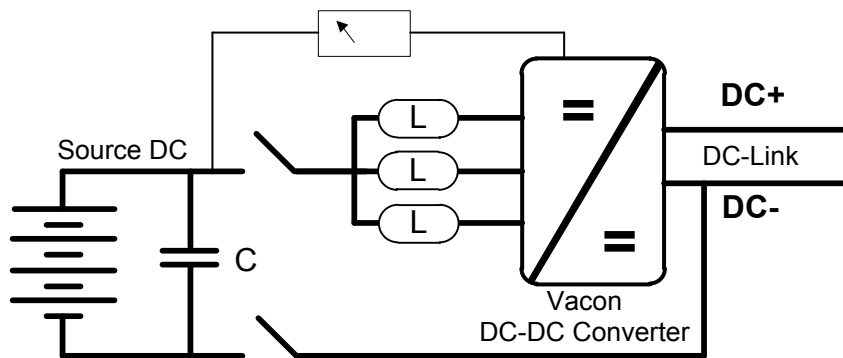 DC+
L
Source DC
L
DC-Link
L
DC-
C
Vacon
DC-DC Converter